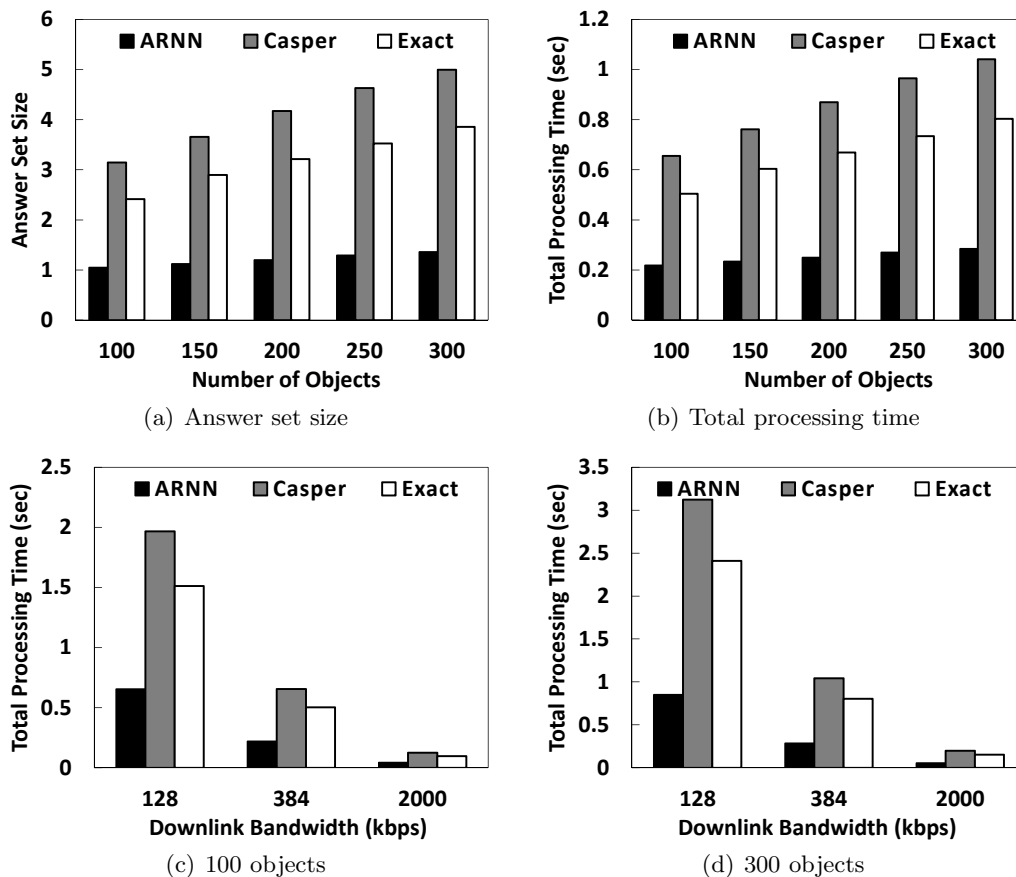 6
5
4
3
2
1
0
Answer Set Size
ARNN Casper Exact
100 150 200 250 300
Number of Objects
(a) Answer set size
1.2
1
0.8
0.6
0.4
0.2
0
Total Processing Time (sec)
ARNN Casper Exact
100 150 200 250 300
Number of Objects
(b) Total processing time
2.5
2
1.5
1
0.5
0
Total Processing Time (sec)
ARNN Casper Exact
128 384 2000
Downlink Bandwidth (kbps)
(c) 100 objects
3.5
3
2.5
2
1.5
1
0.5
0
Total Processing Time (sec)
ARNN Casper Exact
128 384 2000
Downlink Bandwidth (kbps)
(d) 300 objects